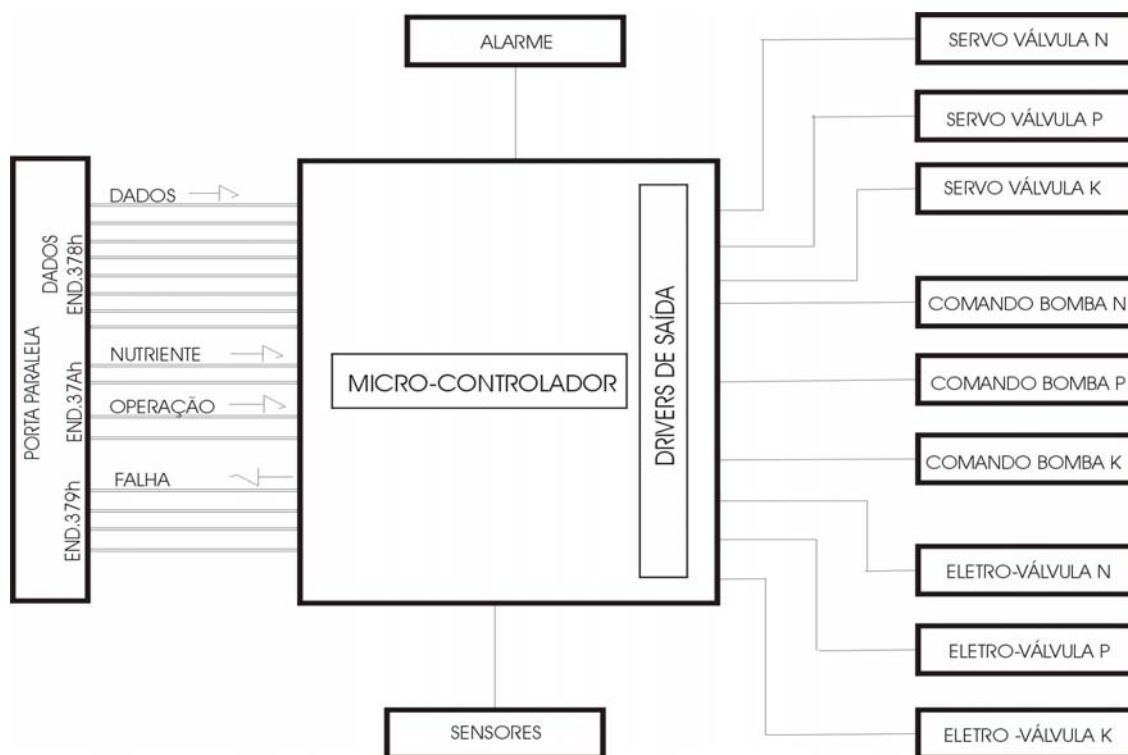 ALARME
PORTA PARALELA
DADOS
END.378h
END.37Ah
END.379h
DADOS
NUTRIENTE
OPERAÇÃO
FALHA
MICRO-CONTROLADOR
DRIVERS DE SAÍDA
SENSORES
SERVO VÁLVULA N
SERVO VÁLVULA P
SERVO VÁLVULA K
COMANDO BOMBA N
COMANDO BOMBA P
COMANDO BOMBA K
ELETRO-VÁLVULA N
ELETRO-VÁLVULA P
ELETRO -VÁLVULA K